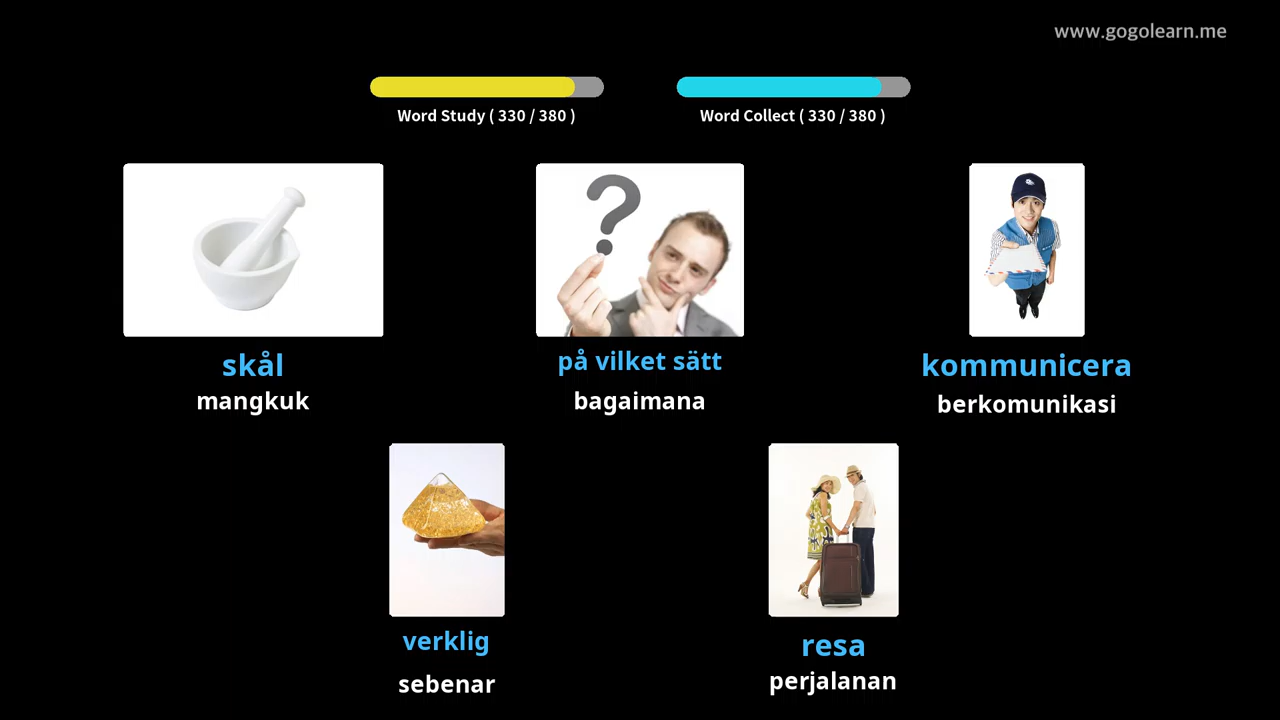 www.gogolearn.me
Word Study ( 330 / 380 )
Word Collect ( 330 / 380 )
skål
mangkuk
på vilket sätt
bagaimana
kommunicera
berkomunikasi
verklig
sebenar
resa
perjalanan